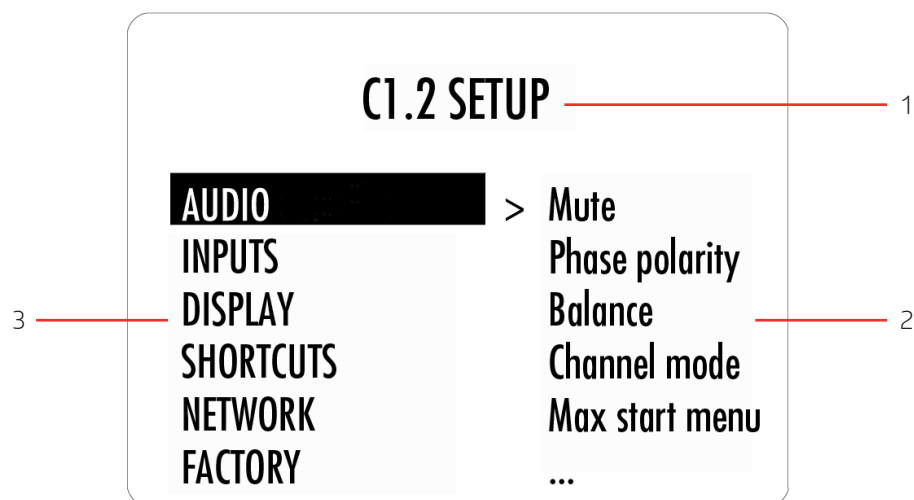 C1.2 SETUP
1
AUDIO > Mute
INPUTS Phase polarity
3 DISPLAY Balance 2
SHORTCUTS Channel mode
NETWORK Max start menu
FACTORY ...